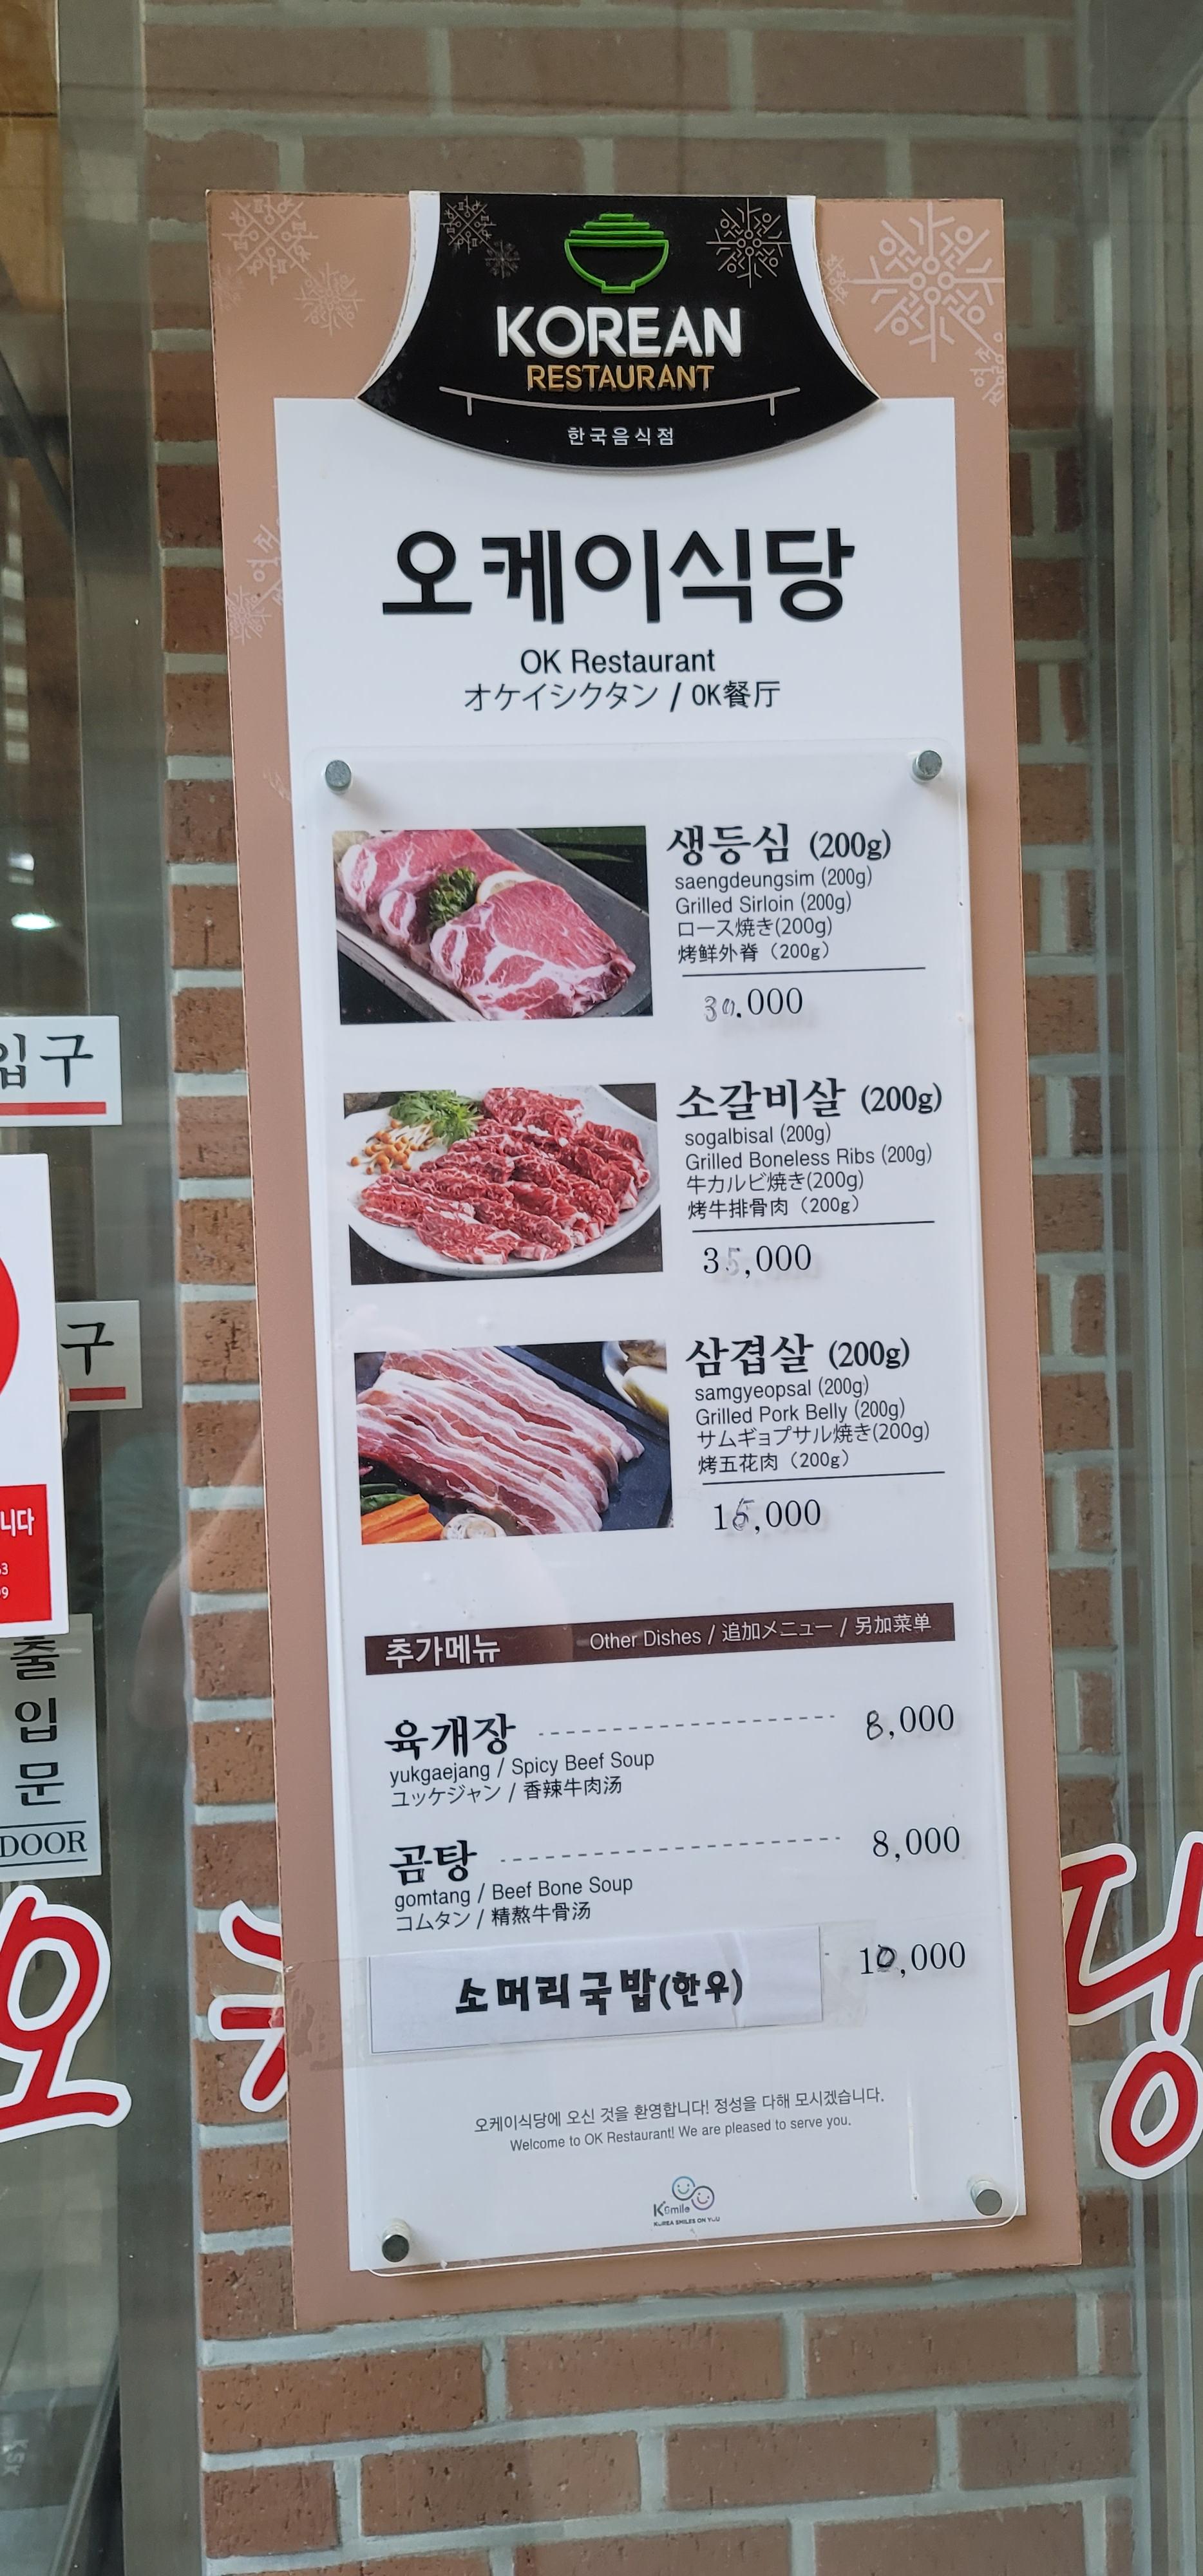 KOREAN
RESTAURANT
한국음식점
오케이식당
OK Restaurant
オケイシクタン / OK餐厅
생등심 (200g)
saengdeungsim (200g)
Grilled Sirloin (200g)
ロース焼き(200g)
烤鲜外脊（200g）
30.000
소갈비살 (200g)
sogalbisal (200g)
Grilled Boneless Ribs (200g)
牛カルビ焼き(200g)
烤牛排骨肉（200g）
35,000
삼겹살 (200g)
samgyeopsal (200g)
Grilled Pork Belly (200g)
サムギョプサル焼き(200g)
烤五花肉（200g）
15,000
추가메뉴 Other Dishes / 追加メニュー / 另加菜单
육개장 8,000
yukgaejang / Spicy Beef Soup
ユッケジャン / 香辣牛肉汤
곰탕 8,000
gomtang / Beef Bone Soup
コムタン / 精熬牛骨汤
소머리국밥(한우) 10,000
오케이식당에 오신 것을 환영합니다! 정성을 다해 모시겠습니다.
Welcome to OK Restaurant! We are pleased to serve you.
K Smile
KOREA SMILES ON YOU
입구
구
니다
출
입
문
DOOR
오
당